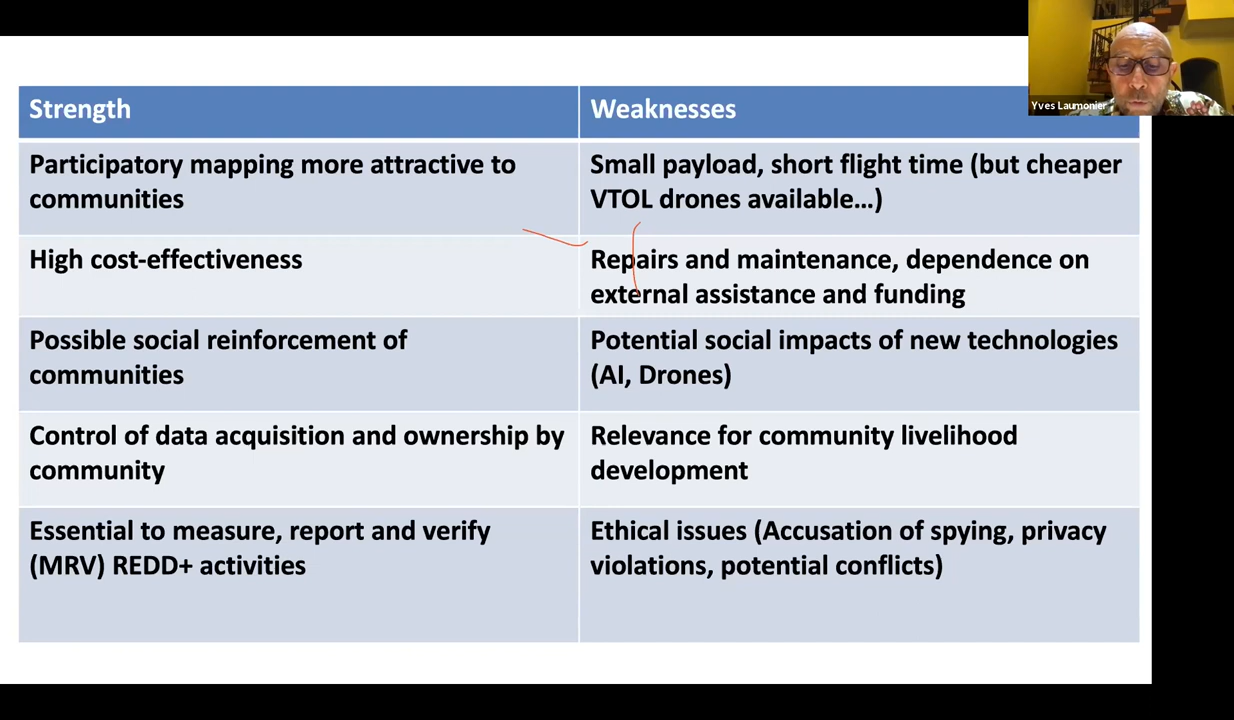 Yves Laumonier
Strength
Weaknesses
Participatory mapping more attractive to
communities
Small payload, short flight time (but cheaper
VTOL drones available...)
High cost-effectiveness
Repairs and maintenance, dependence on
external assistance and funding
Possible social reinforcement of
communities
Potential social impacts of new technologies
(AI, Drones)
Control of data acquisition and ownership by
community
Relevance for community livelihood
development
Essential to measure, report and verify
(MRV) REDD+ activities
Ethical issues (Accusation of spying, privacy
violations, potential conflicts)